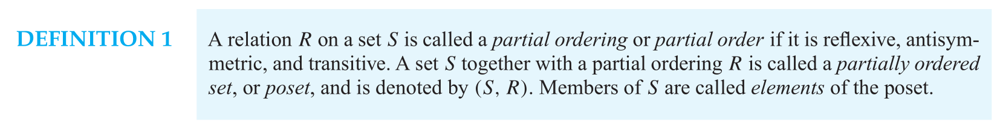 DEFINITION 1
A relation R on a set S is called a partial ordering or partial order if it is reflexive, antisym-
metric, and transitive. A set S together with a partial ordering R is called a partially ordered
set, or poset, and is denoted by (S, R). Members of S are called elements of the poset.